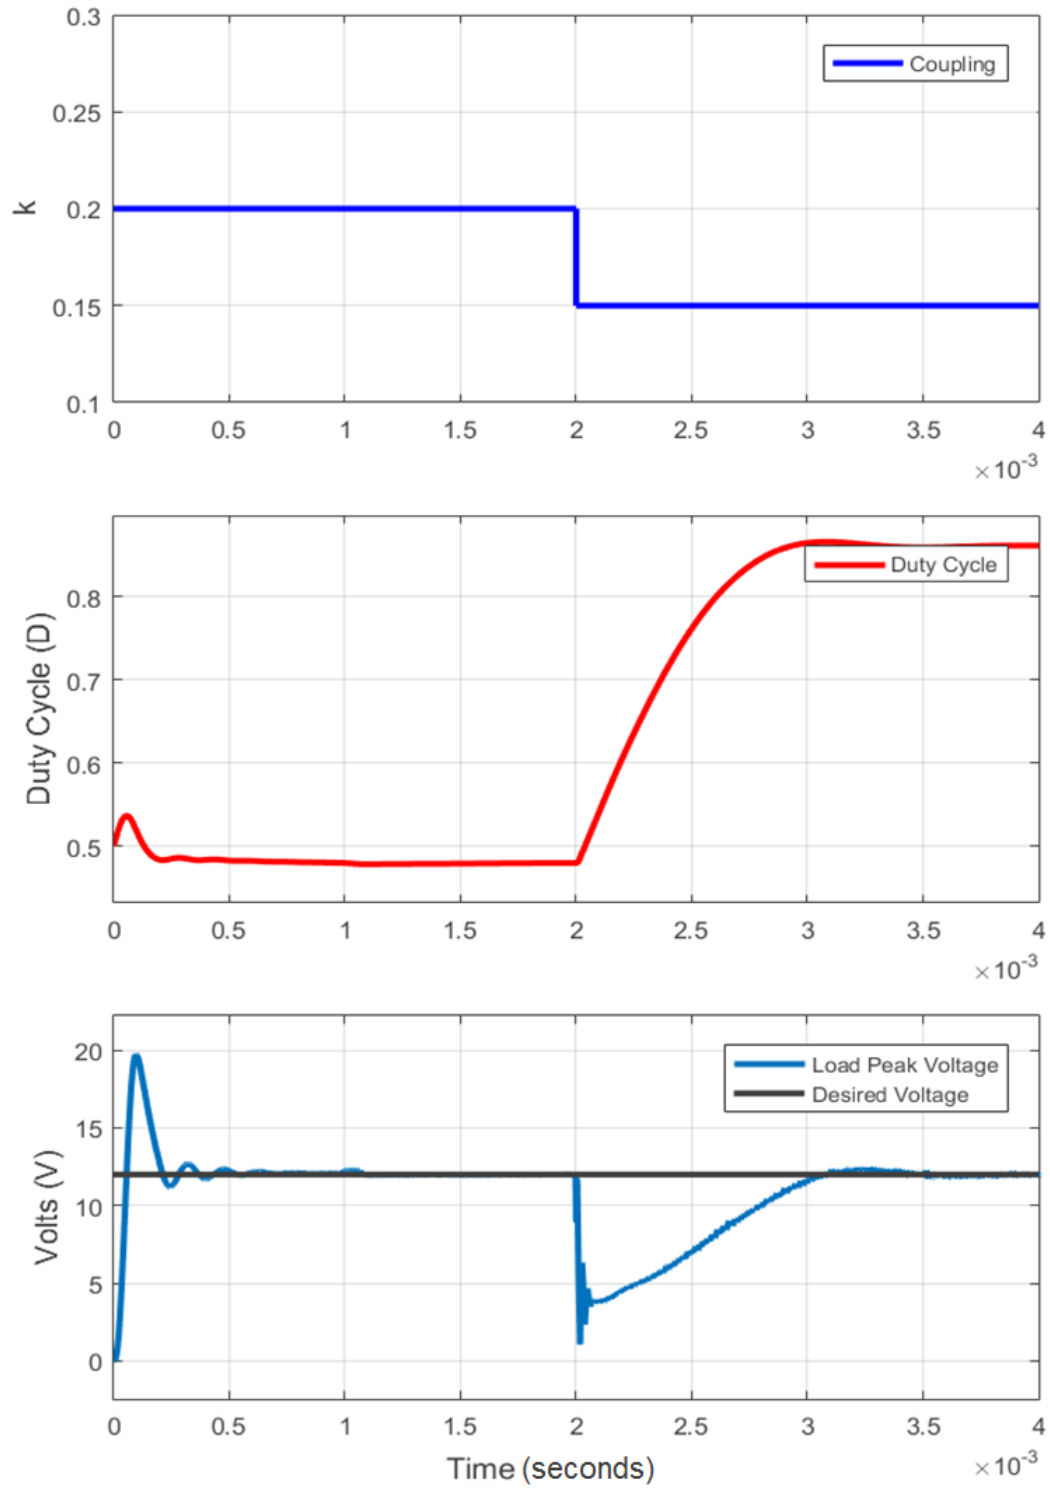 0.3
Coupling
0.25
k
0.2
0.15
0.1
0 0.5 1 1.5 2 2.5 3 3.5 4
×10-3
Duty Cycle
Duty Cycle (D)
0.8
0.7
0.6
0.5
0 0.5 1 1.5 2 2.5 3 3.5 4
×10-3
20
Load Peak Voltage
Desired Voltage
15
Volts (V)
10
5
0
0 0.5 1 1.5 2 2.5 3 3.5 4
Time (seconds)
×10-3